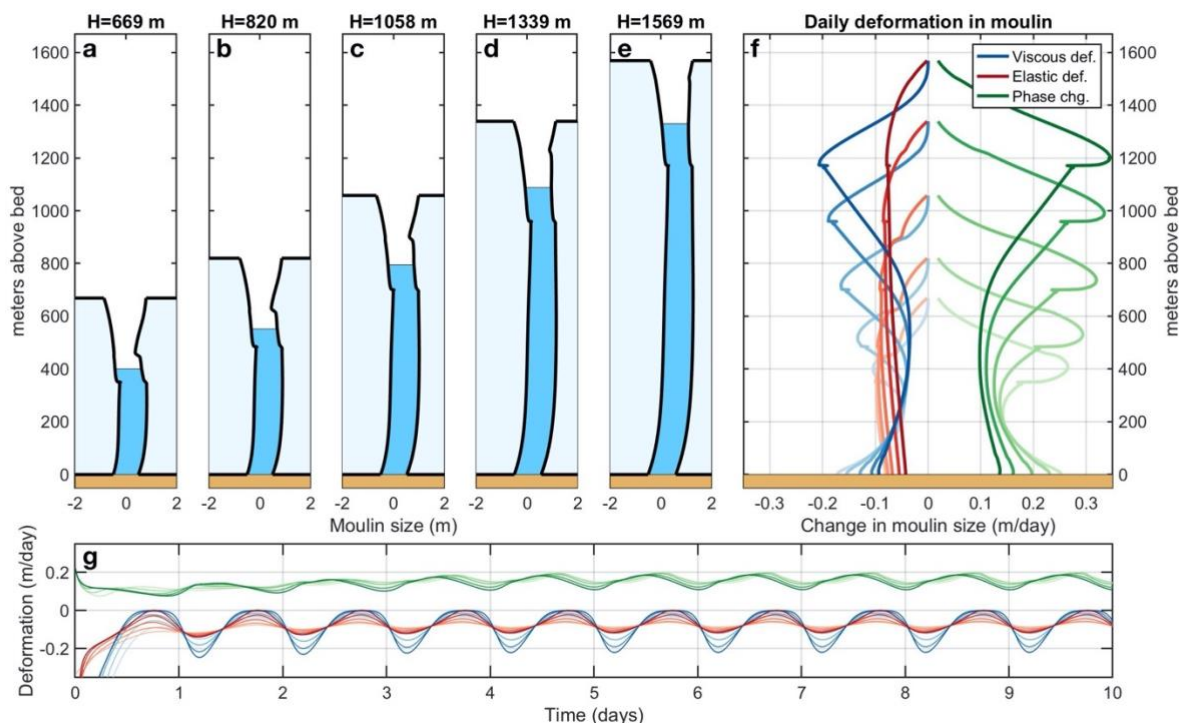 H=669 m
H=820 m
H=1058 m
H=1339 m
H=1569 m
Daily deformation in moulin
a
b
c
d
e
f
Viscous def.
Elastic def.
Phase chg.
meters above bed
1600
1400
1200
1000
800
600
400
200
0
1600
1400
1200
1000
800
600
400
200
0
meters above bed
-2 0 2
-2 0 2
-2 0 2
-2 0 2
-2 0 2
-0.3 -0.2 -0.1 0 0.1 0.2 0.3
Moulin size (m)
Change in moulin size (m/day)
g
Deformation (m/day)
0.2
0
-0.2
0 1 2 3 4 5 6 7 8 9 10
Time (days)